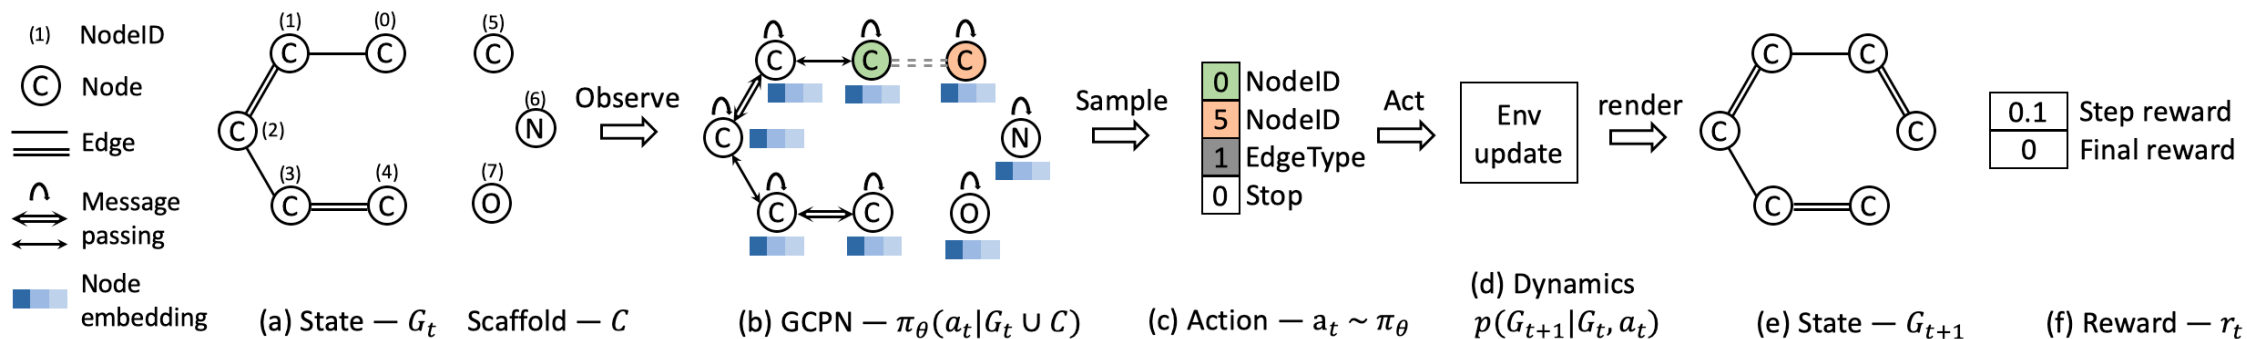 (1) NodeID
C Node
Edge
Message
passing
Node
embedding
(1) (0) (5)
C C C
(6)
C (2) N
(3) (4) (7)
C C O
(a) State — G_t Scaffold — C
Observe
C C C
C N
C C O
(b) GCPN — π_θ(a_t|G_t ∪ C)
Sample
0 NodeID
5 NodeID
1 EdgeType
0 Stop
(c) Action — a_t ~ π_θ
Act
Env
update
(d) Dynamics
p(G_{t+1}|G_t, a_t)
render
C C
C C
C C
(e) State — G_{t+1}
0.1 Step reward
0 Final reward
(f) Reward — r_t